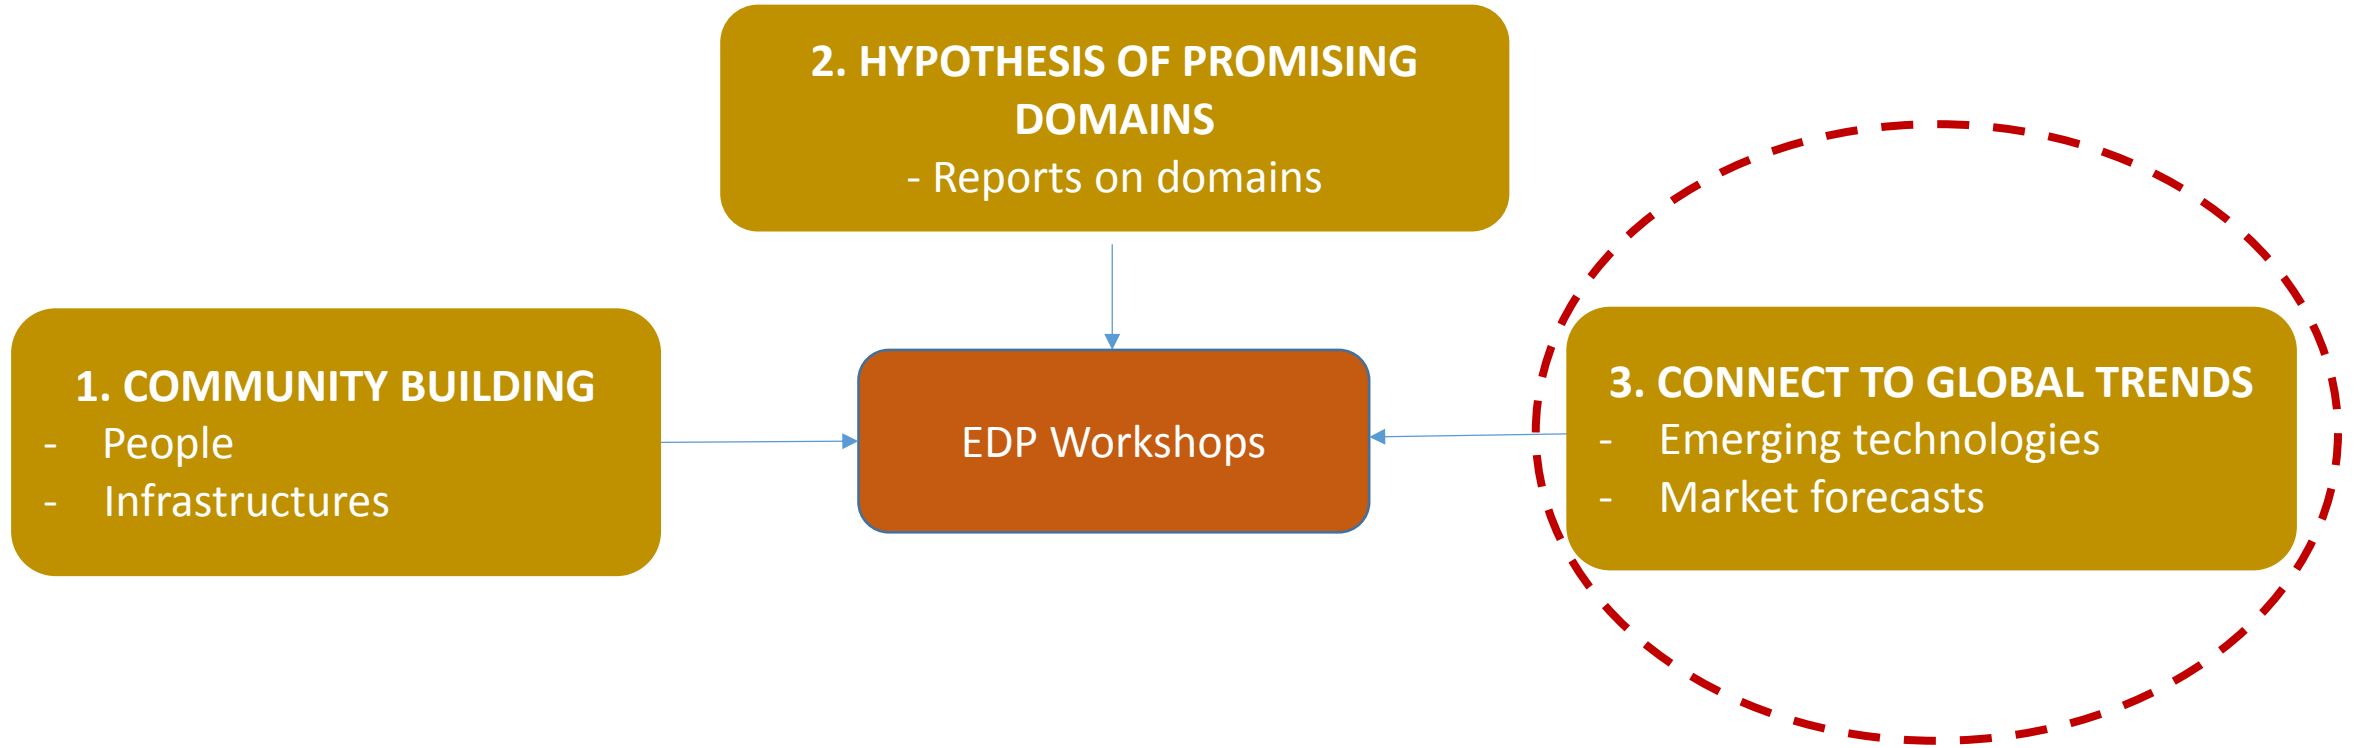 2. HYPOTHESIS OF PROMISING
DOMAINS
- Reports on domains
1. COMMUNITY BUILDING
- People
- Infrastructures
EDP Workshops
3. CONNECT TO GLOBAL TRENDS
- Emerging technologies
- Market forecasts